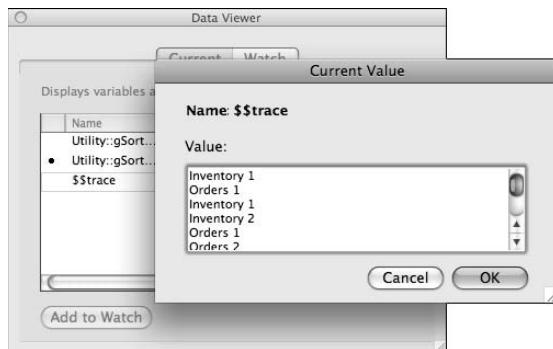 Data Viewer
Current Watch
Displays variables a
Name
Utility::gSort...
Utility::gSort...
$$trace
Add to Watch
Current Value
Name: $$trace
Value:
Inventory 1
Orders 1
Inventory 1
Inventory 2
Orders 1
Orders 2
Cancel OK